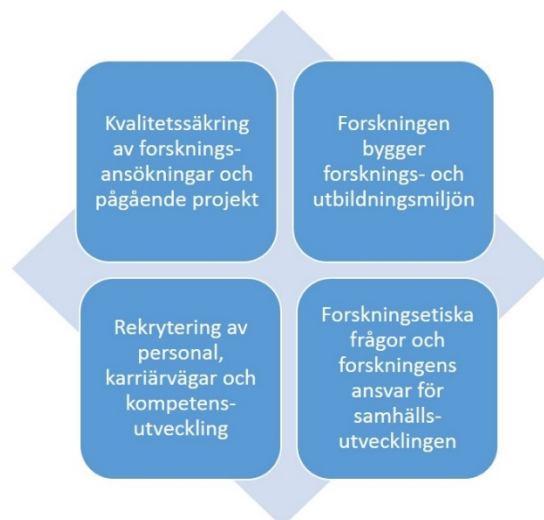 Kvalitetssäkring
av forsknings-
ansökningar och
pågående projekt
Forskningen
bygger
forsknings- och
utbildningsmiljön
Rekrytering av
personal,
karriärvägar och
kompetens-
utveckling
Forskningsetiska
frågor och
forskningens
ansvar för
samhälls-
utvecklingen